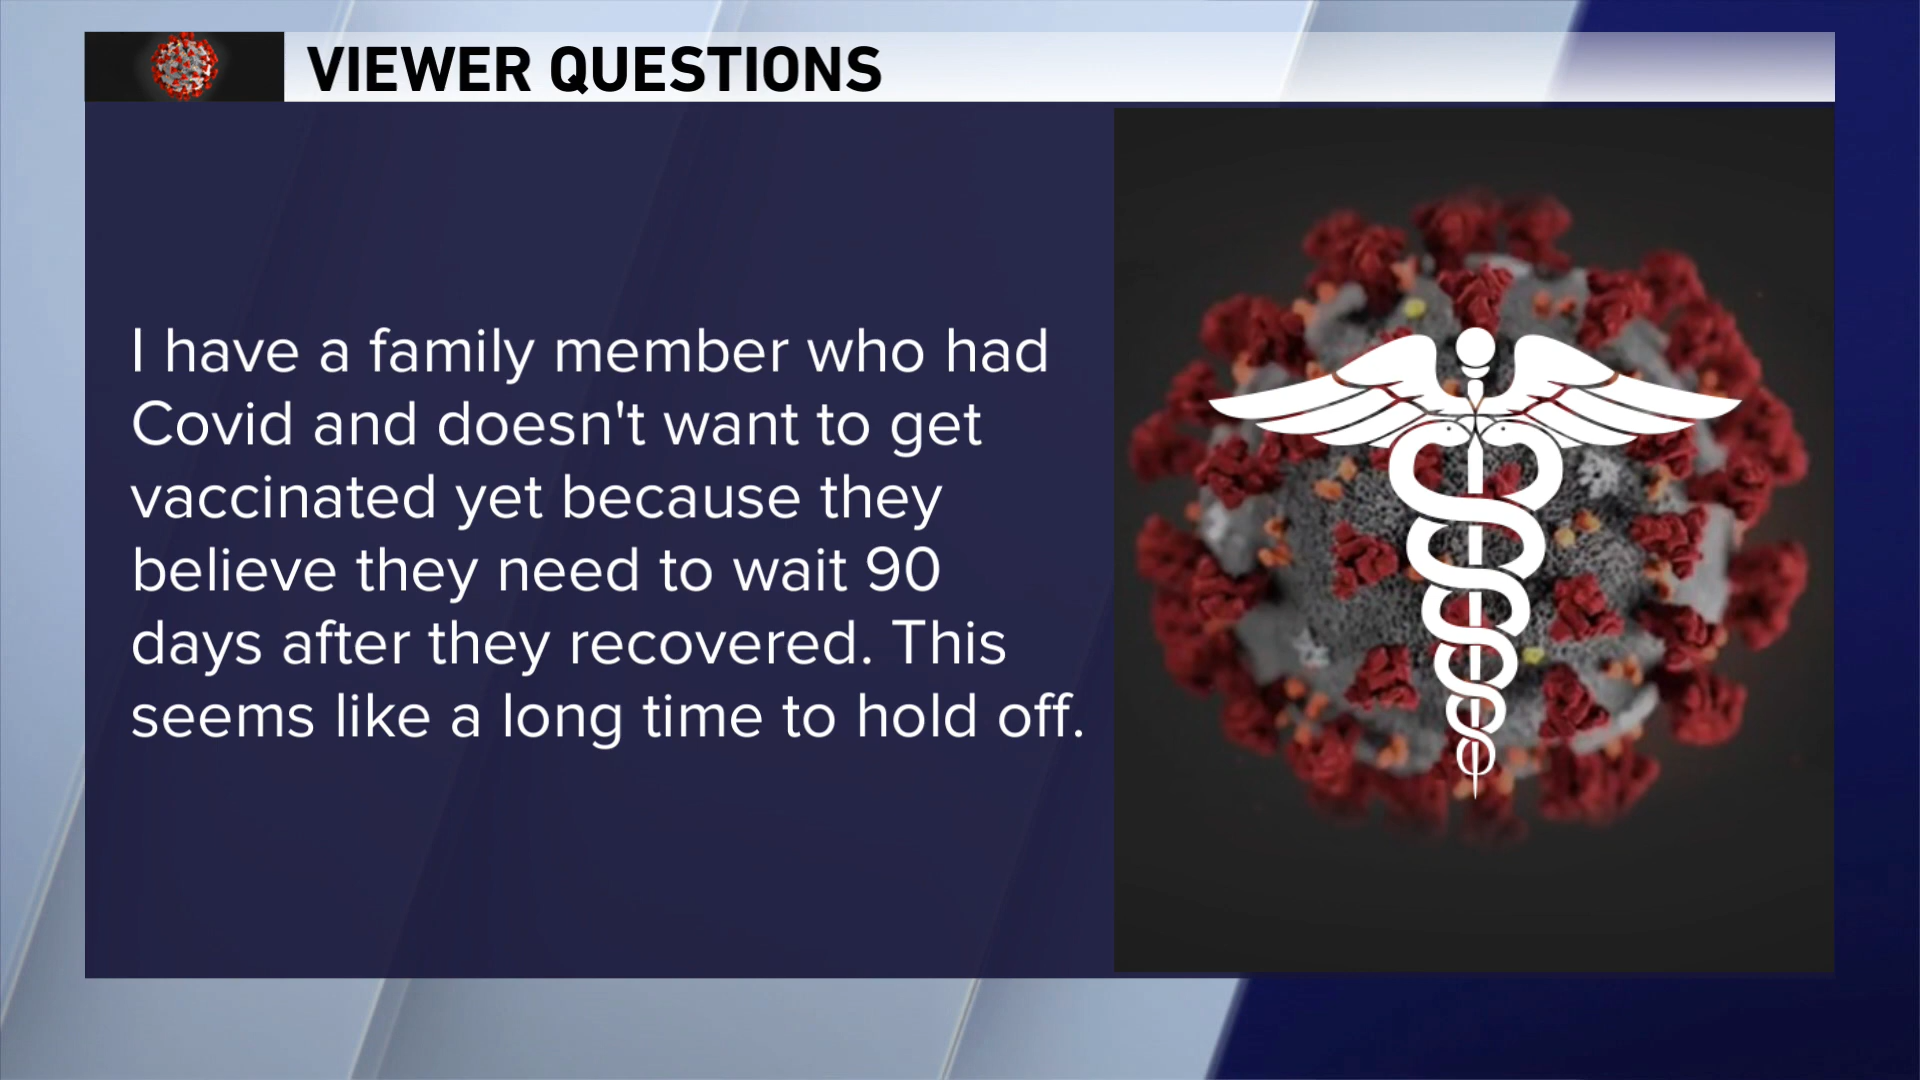 VIEWER QUESTIONS
I have a family member who had
Covid and doesn't want to get
vaccinated yet because they
believe they need to wait 90
days after they recovered. This
seems like a long time to hold off.